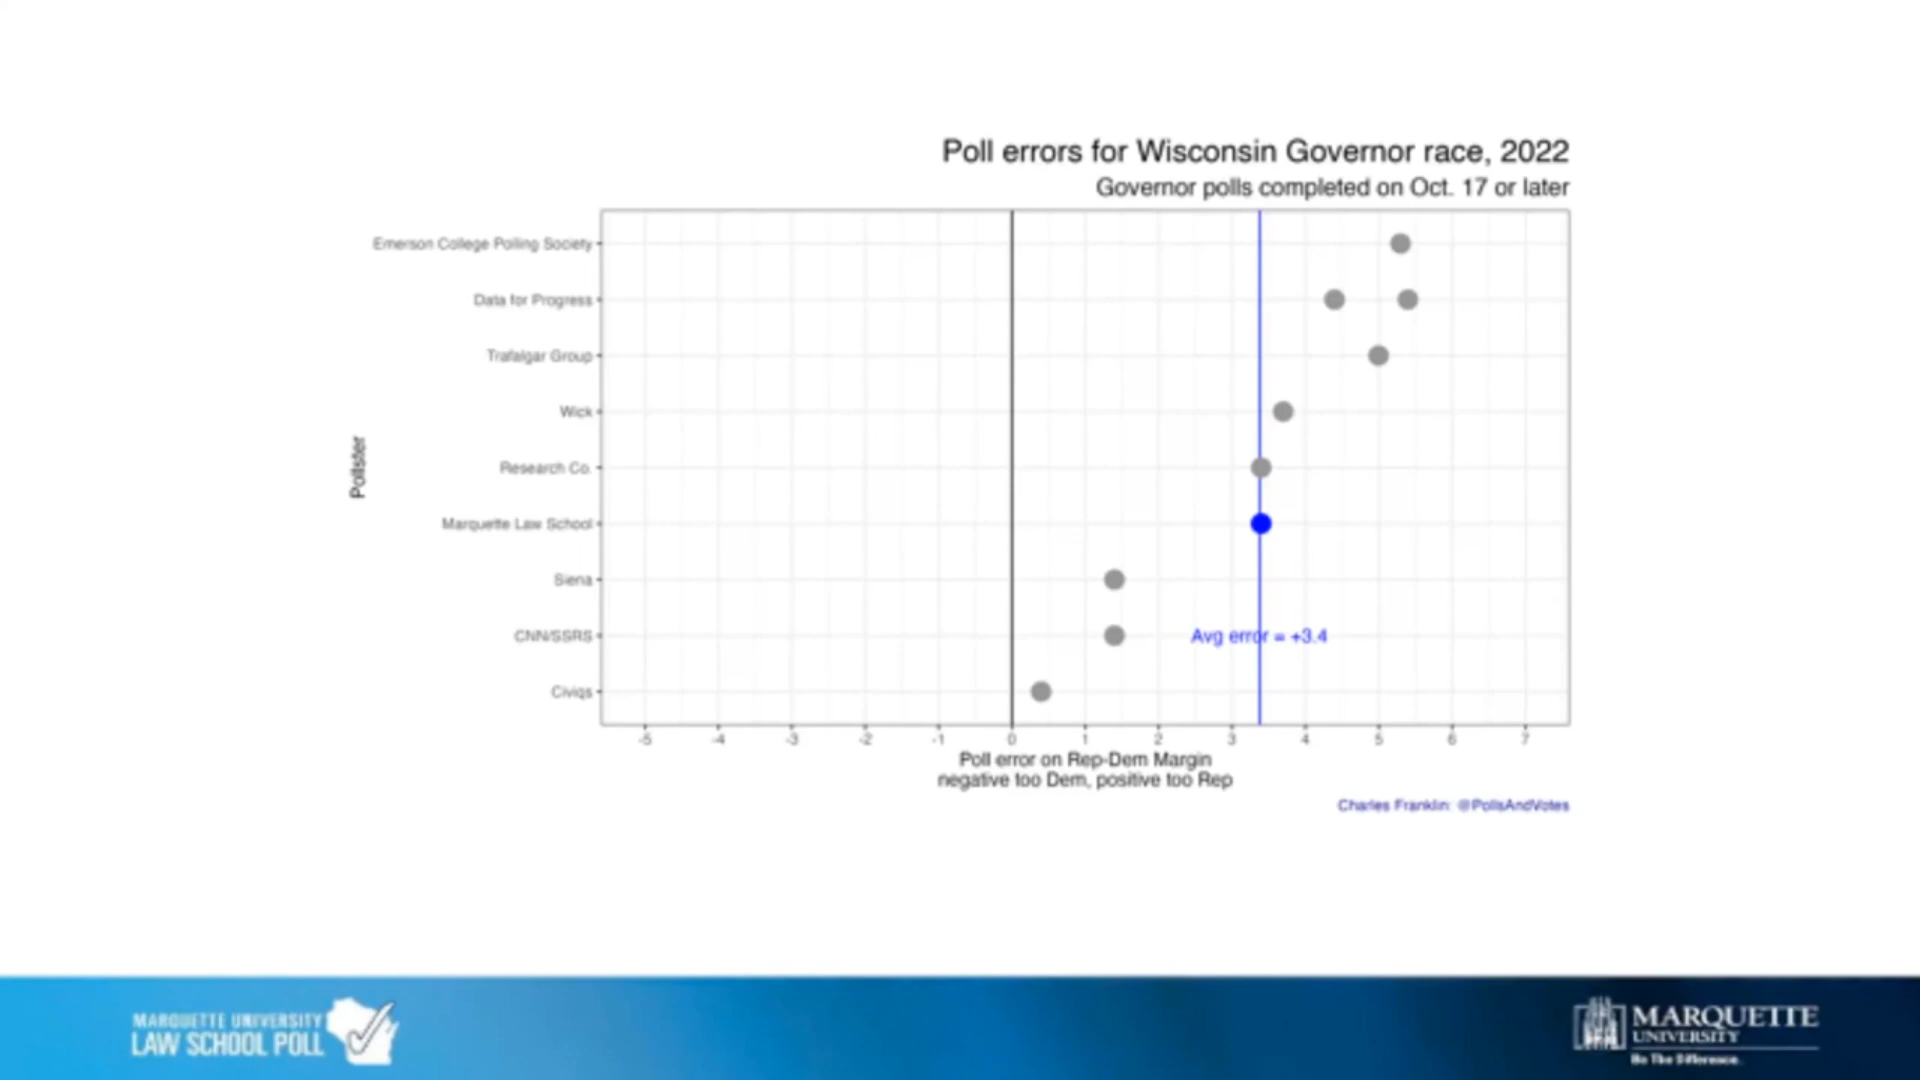 Poll errors for Wisconsin Governor race, 2022
Governor polls completed on Oct. 17 or later
Pollster
Emerson College Polling Society
Data for Progress
Trafalgar Group
Wick
Research Co.
Marquette Law School
Siena
CNN/SSRS
Avg error = +3.4
Civiqs
-5 -4 -3 -2 -1 0 1 2 3 4 5 6 7
Poll error on Rep-Dem Margin
negative too Dem, positive too Rep
Charles Franklin: @PollsAndVotes
MARQUETTE UNIVERSITY
LAW SCHOOL POLL
MARQUETTE
UNIVERSITY
Be The Difference.